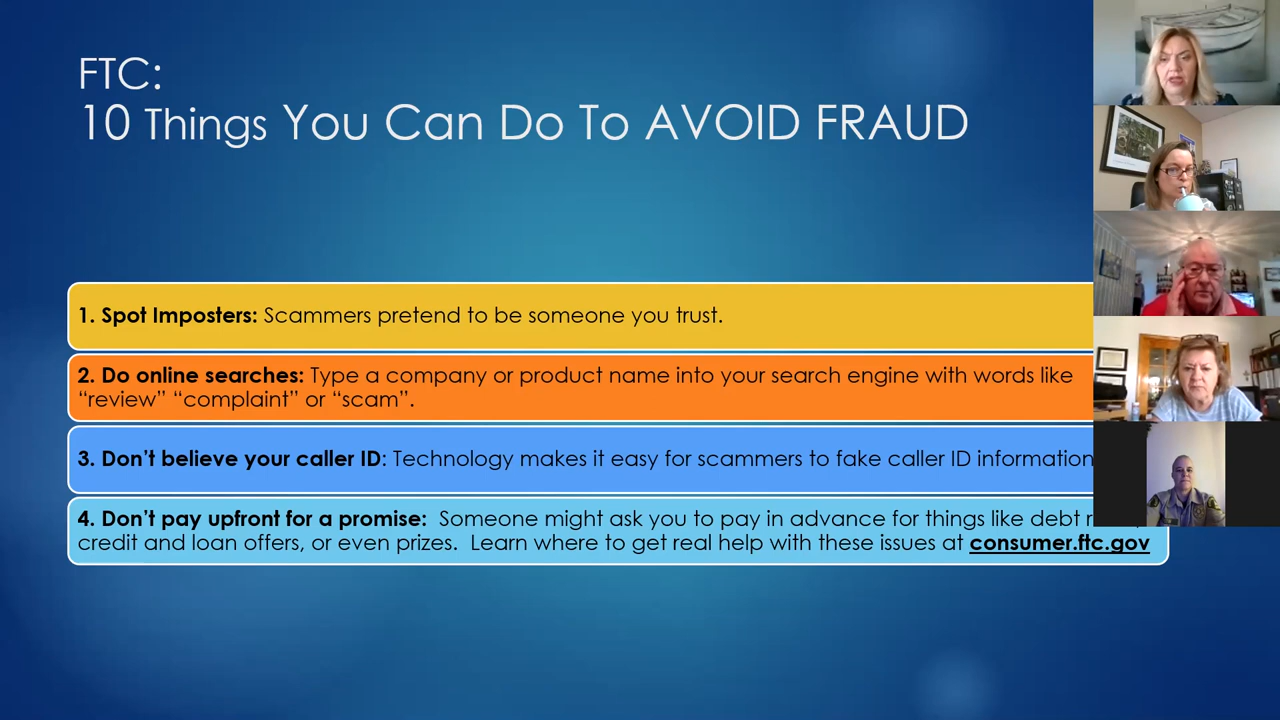 FTC:
10 Things You Can Do To AVOID FRAUD
1. Spot Imposters: Scammers pretend to be someone you trust.
2. Do online searches: Type a company or product name into your search engine with words like
“review” “complaint” or “scam”.
3. Don’t believe your caller ID: Technology makes it easy for scammers to fake caller ID information
4. Don’t pay upfront for a promise:  Someone might ask you to pay in advance for things like debt
credit and loan offers, or even prizes.  Learn where to get real help with these issues at consumer.ftc.gov